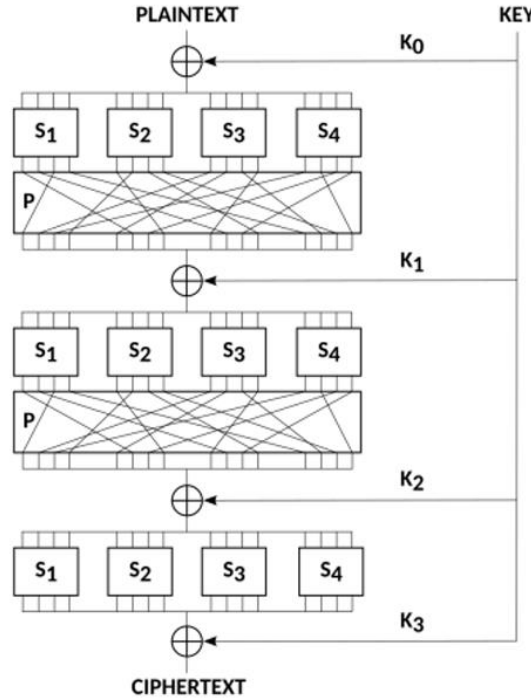 PLAINTEXT KEY
K0
S1 S2 S3 S4
P
K1
S1 S2 S3 S4
P
K2
S1 S2 S3 S4
K3
CIPHERTEXT